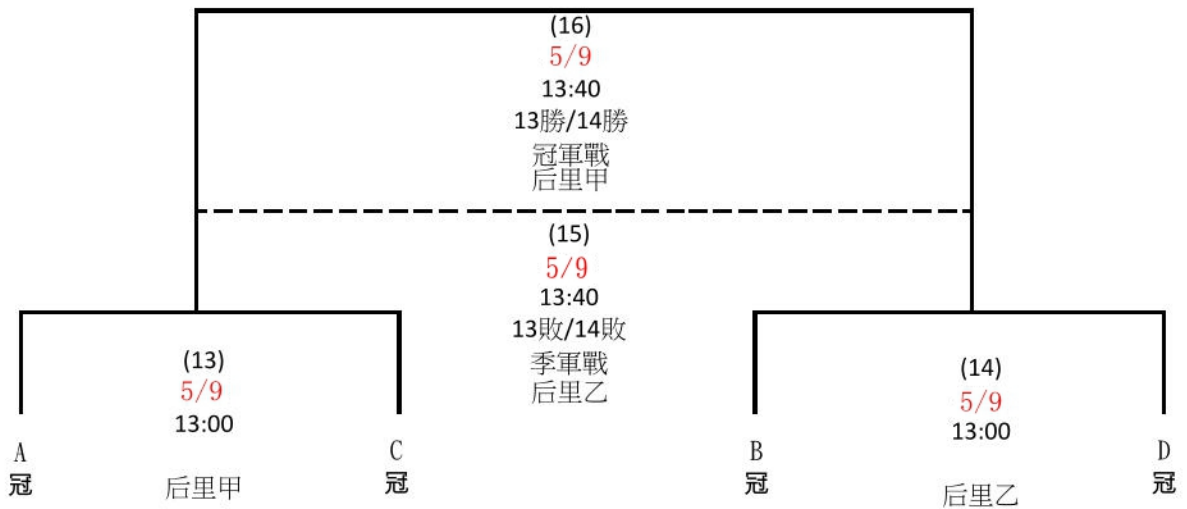 (16)
5/9
13:40
13勝/14勝
冠軍戰
后里甲
(15)
5/9
13:40
13敗/14敗
季軍戰
后里乙
(13)
5/9
13:00
后里甲
A
冠
C
冠
(14)
5/9
13:00
后里乙
B
冠
D
冠